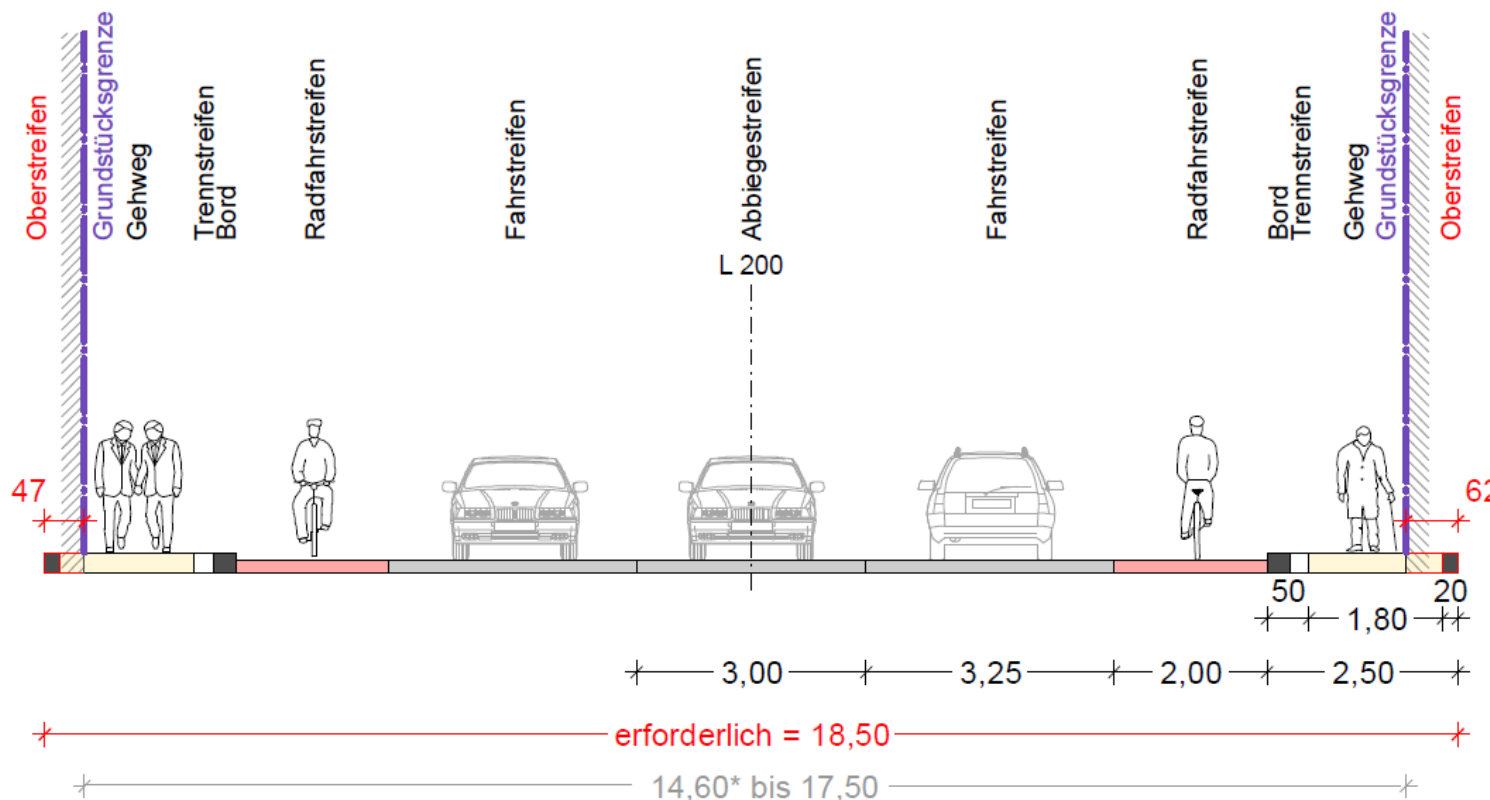 Oberstreifen
Grundstücksgrenze
Gehweg
Trennstreifen
Bord
Radfahrstreifen
Fahrstreifen
Abbiegestreifen
Fahrstreifen
Radfahrstreifen
Bord
Trennstreifen
Gehweg
Grundstücksgrenze
Oberstreifen
L 200
47
62
50
20
1,80
3,00
3,25
2,00
2,50
erforderlich = 18,50
14,60* bis 17,50